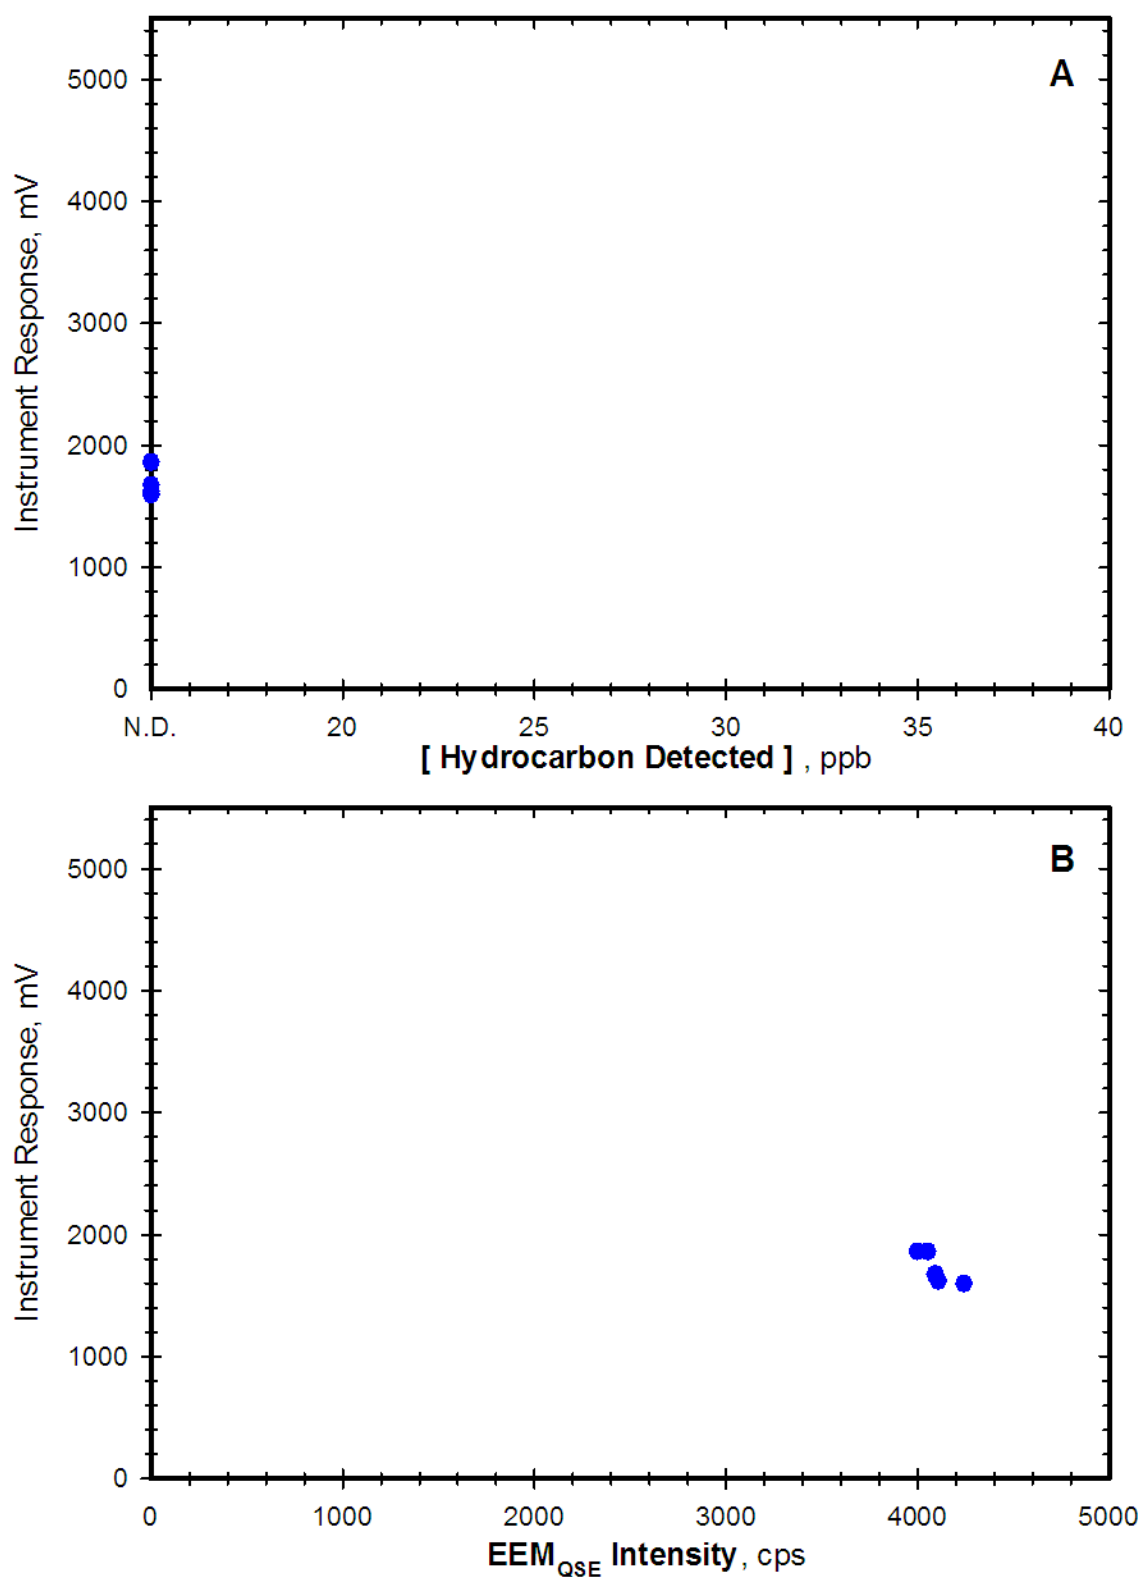 A
5000
4000
3000
2000
1000
0
Instrument Response, mV
N.D. 20 25 30 35 40
[ Hydrocarbon Detected ] , ppb
B
5000
4000
3000
2000
1000
0
Instrument Response, mV
0 1000 2000 3000 4000 5000
EEM_QSE Intensity, cps